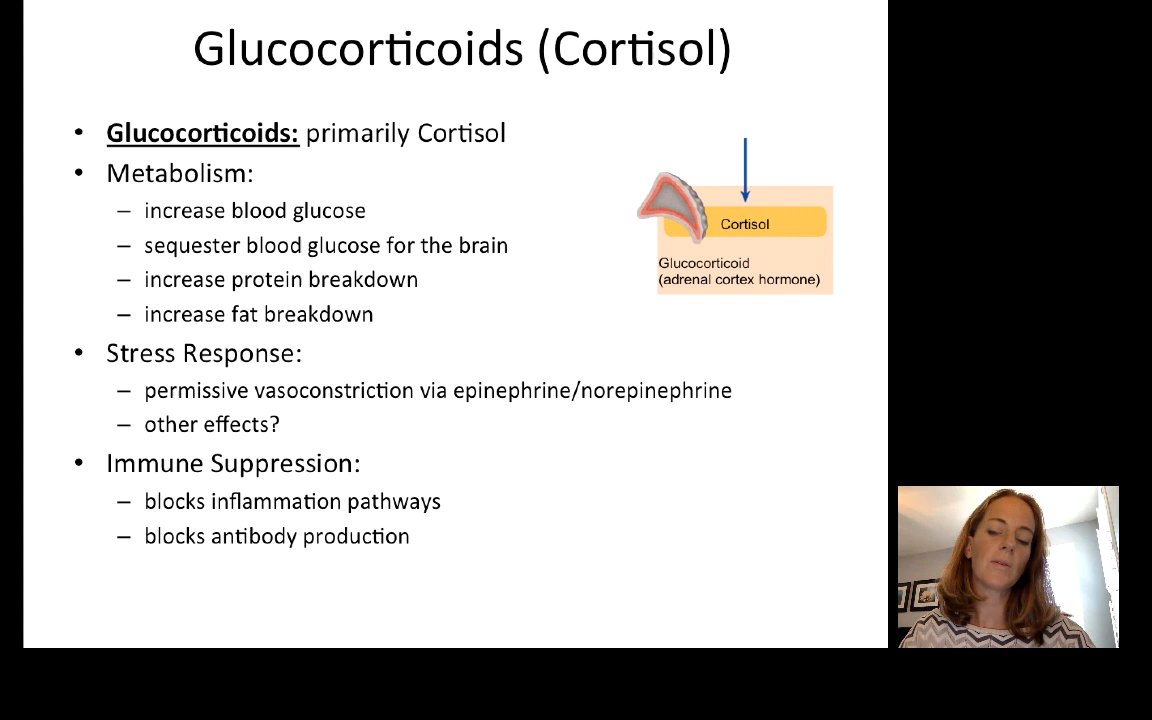 Glucocorticoids (Cortisol)
• Glucocorticoids: primarily Cortisol
• Metabolism:
– increase blood glucose
– sequester blood glucose for the brain
– increase protein breakdown
– increase fat breakdown
• Stress Response:
– permissive vasoconstriction via epinephrine/norepinephrine
– other effects?
• Immune Suppression:
– blocks inflammation pathways
– blocks antibody production
Cortisol
Glucocorticoid
(adrenal cortex hormone)